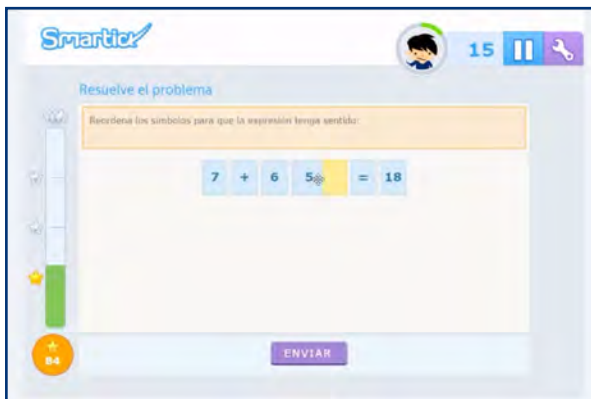 Smartick
15
Resuelve el problema
Reordena los símbolos para que la expresión tenga sentido:
7 + 6 5 = 18
84
ENVIAR